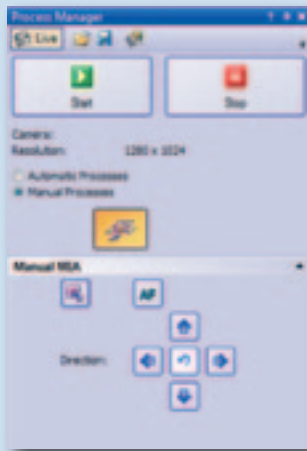 Process Manager
Live
Start Stop
Camera:
Resolution: 1280 x 1024
Automatic Processes
Manual Processes
Manual MIA
AF
Direction: